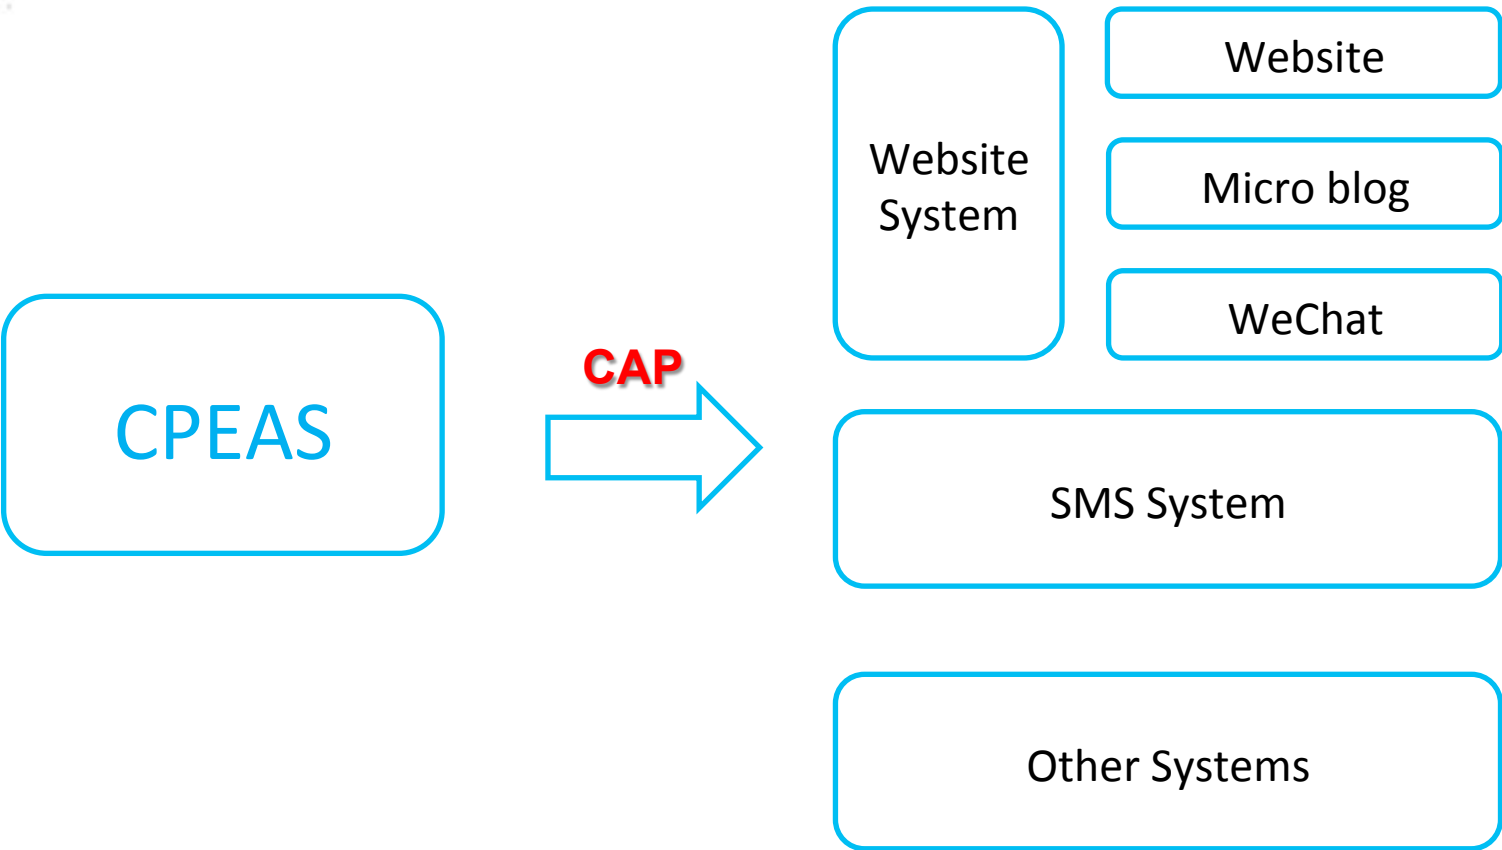 CPEAS
CAP
Website
System
Website
Micro blog
WeChat
SMS System
Other Systems